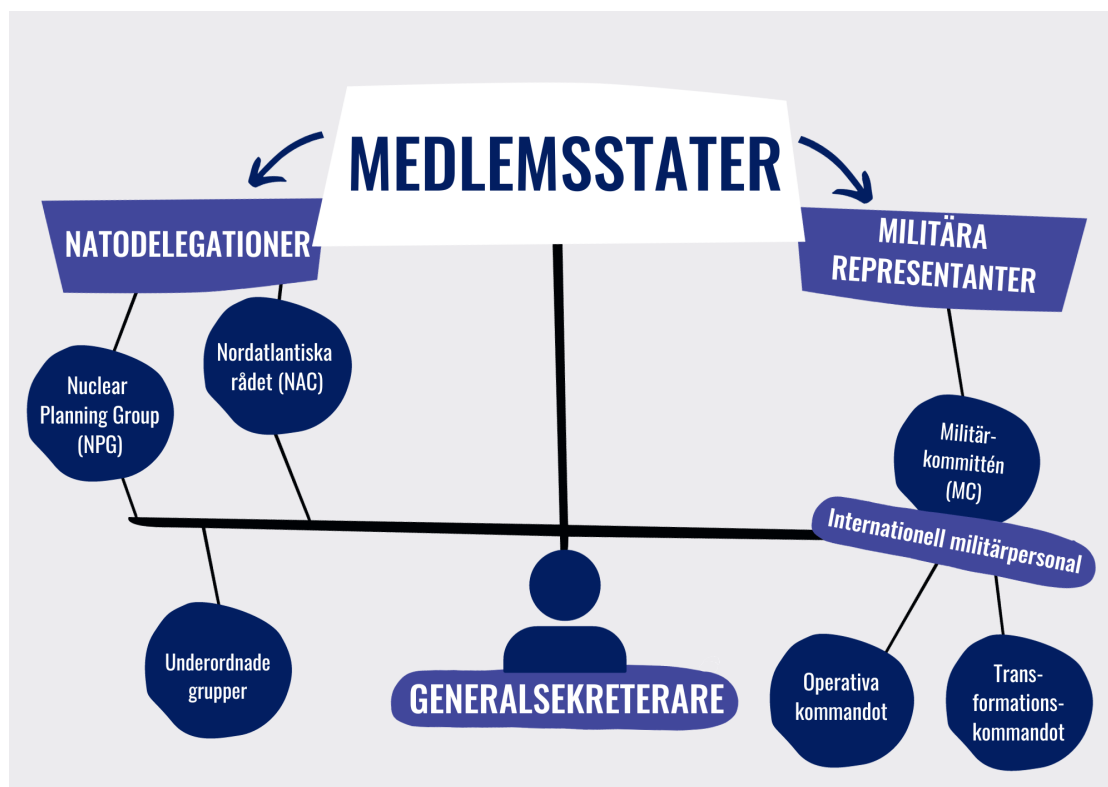 MEDLEMSSTATER
NATODELEGATIONER
MILITÄRA
REPRESENTANTER
Nordatlantiska
rådet (NAC)
Nuclear
Planning Group
(NPG)
Militär-
kommittén
(MC)
Internationell militärpersonal
Underordnade
grupper
GENERALSEKRETERARE
Operativa
kommandot
Trans-
formations-
kommandot